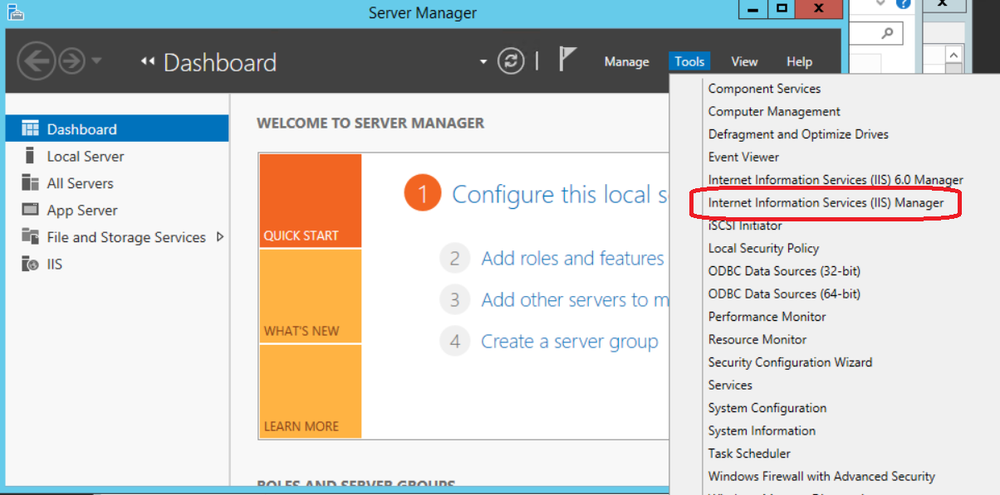 Server Manager
Dashboard
Manage
Tools
View
Help
Dashboard
Local Server
All Servers
App Server
File and Storage Services
IIS
WELCOME TO SERVER MANAGER
QUICK START
WHAT'S NEW
LEARN MORE
1 Configure this local
2 Add roles and features
3 Add other servers to
4 Create a server group
ROLES AND SERVER GROUPS
Component Services
Computer Management
Defragment and Optimize Drives
Event Viewer
Internet Information Services (IIS) 6.0 Manager
Internet Information Services (IIS) Manager
iSCSI Initiator
Local Security Policy
ODBC Data Sources (32-bit)
ODBC Data Sources (64-bit)
Performance Monitor
Resource Monitor
Security Configuration Wizard
Services
System Configuration
System Information
Task Scheduler
Windows Firewall with Advanced Security